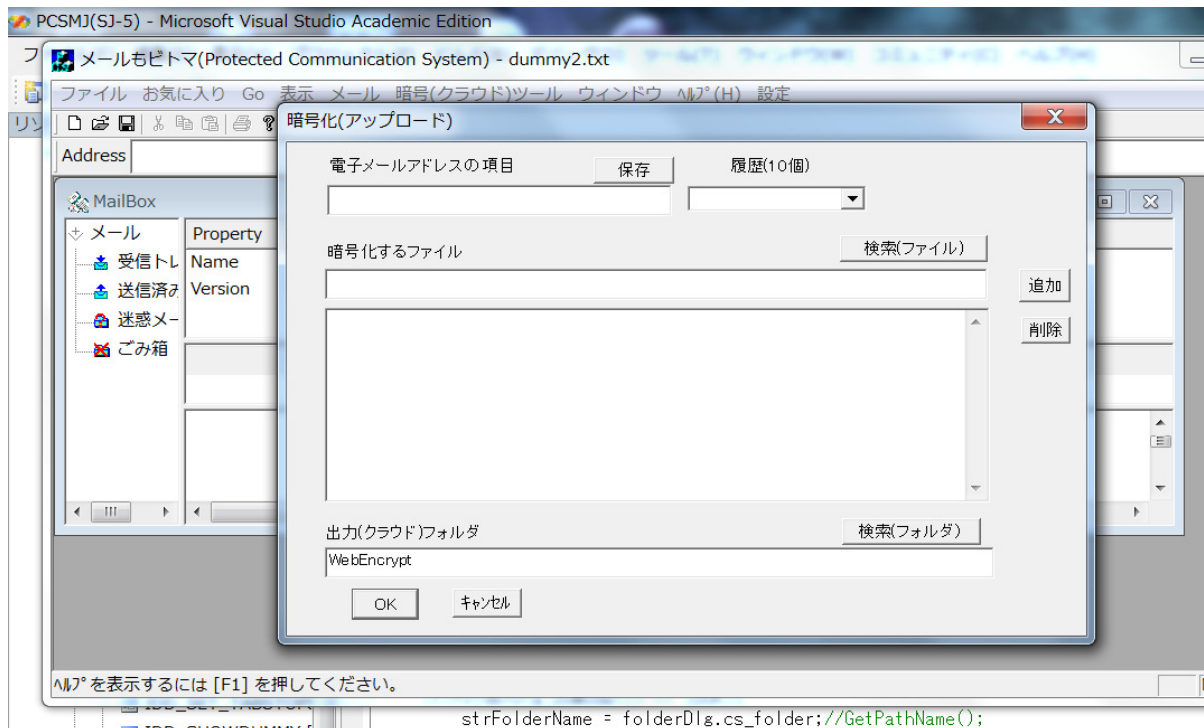 PCSMJ(SJ-5) - Microsoft Visual Studio Academic Edition
メールもビトマ(Protected Communication System) - dummy2.txt
ファイル お気に入り Go 表示 メール 暗号(クラウド)ツール ウィンドウ ﾍﾙﾌﾟ(H) 設定
Address
MailBox
メール
受信トレ
送信済み
迷惑メー
ごみ箱
Property
Name
Version
暗号化(アップロード)
電子メールアドレスの項目
保存
履歴(10個)
暗号化するファイル
検索(ファイル)
追加
削除
出力(クラウド)フォルダ
検索(フォルダ)
WebEncrypt
OK
ｷｬﾝｾﾙ
ﾍﾙﾌﾟを表示するには [F1] を押してください。
strFolderName = folderDlg.cs_folder;//GetPathName();